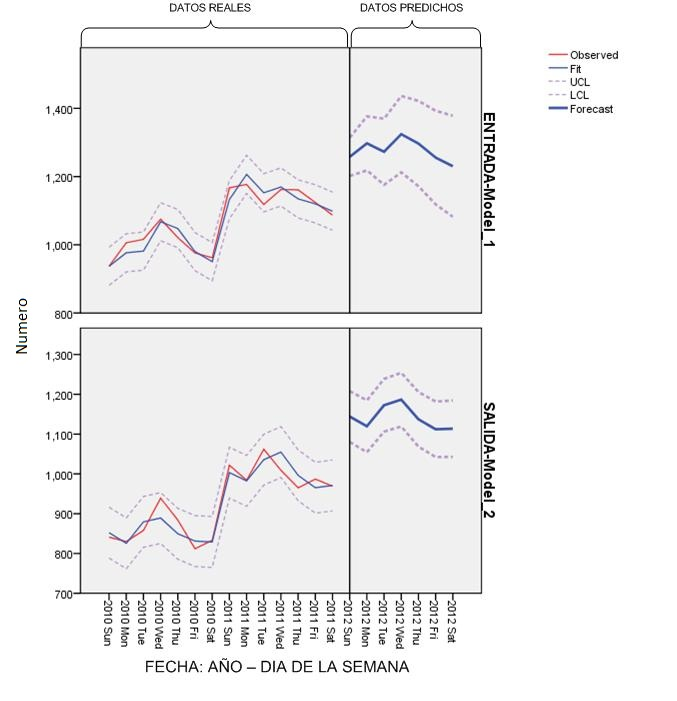 DATOS REALES
DATOS PREDICHOS
Observed
Fit
UCL
LCL
Forecast
1,400
1,200
1,000
800
ENTRADA-Model_1
Numero
1,300
1,200
1,100
1,000
900
800
700
SALIDA-Model_2
2010 Sun
2010 Mon
2010 Tue
2010 Wed
2010 Thu
2010 Fri
2010 Sat
2011 Sun
2011 Mon
2011 Tue
2011 Wed
2011 Thu
2011 Fri
2011 Sat
2012 Sun
2012 Mon
2012 Tue
2012 Wed
2012 Thu
2012 Fri
2012 Sat
FECHA: AÑO – DIA DE LA SEMANA